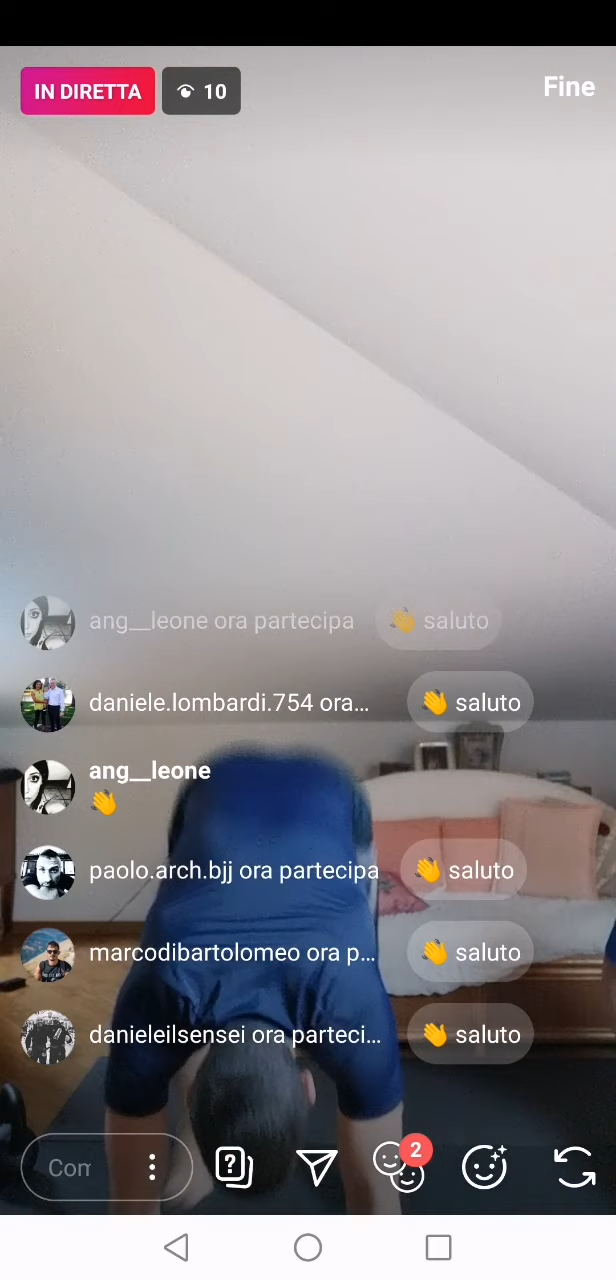 IN DIRETTA 10 Fine
ang__leone ora partecipa 👋 saluto
daniele.lombardi.754 ora... 👋 saluto
ang__leone
👋
paolo.arch.bjj ora partecipa 👋 saluto
marcodibartolomeo ora p... 👋 saluto
danieleilsensei ora parteci... 👋 saluto
Com 2